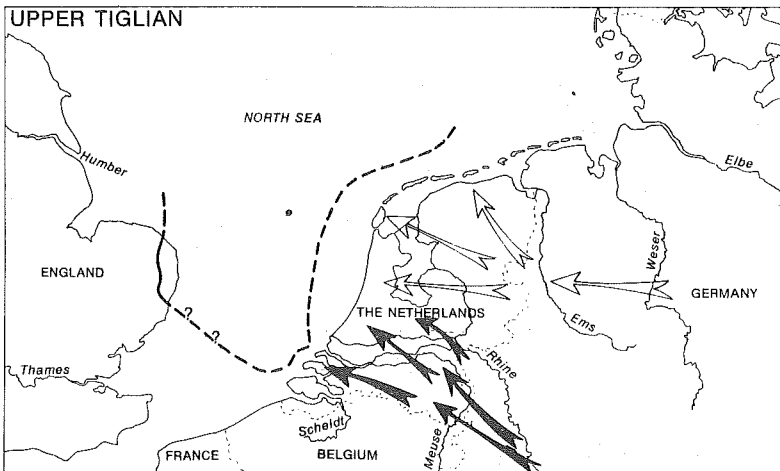 UPPER TIGLIAN
NORTH SEA
Humber
Elbe
ENGLAND
Weser
GERMANY
?
?
THE NETHERLANDS
Ems
Thames
Rhine
Scheldt
Meuse
FRANCE
BELGIUM